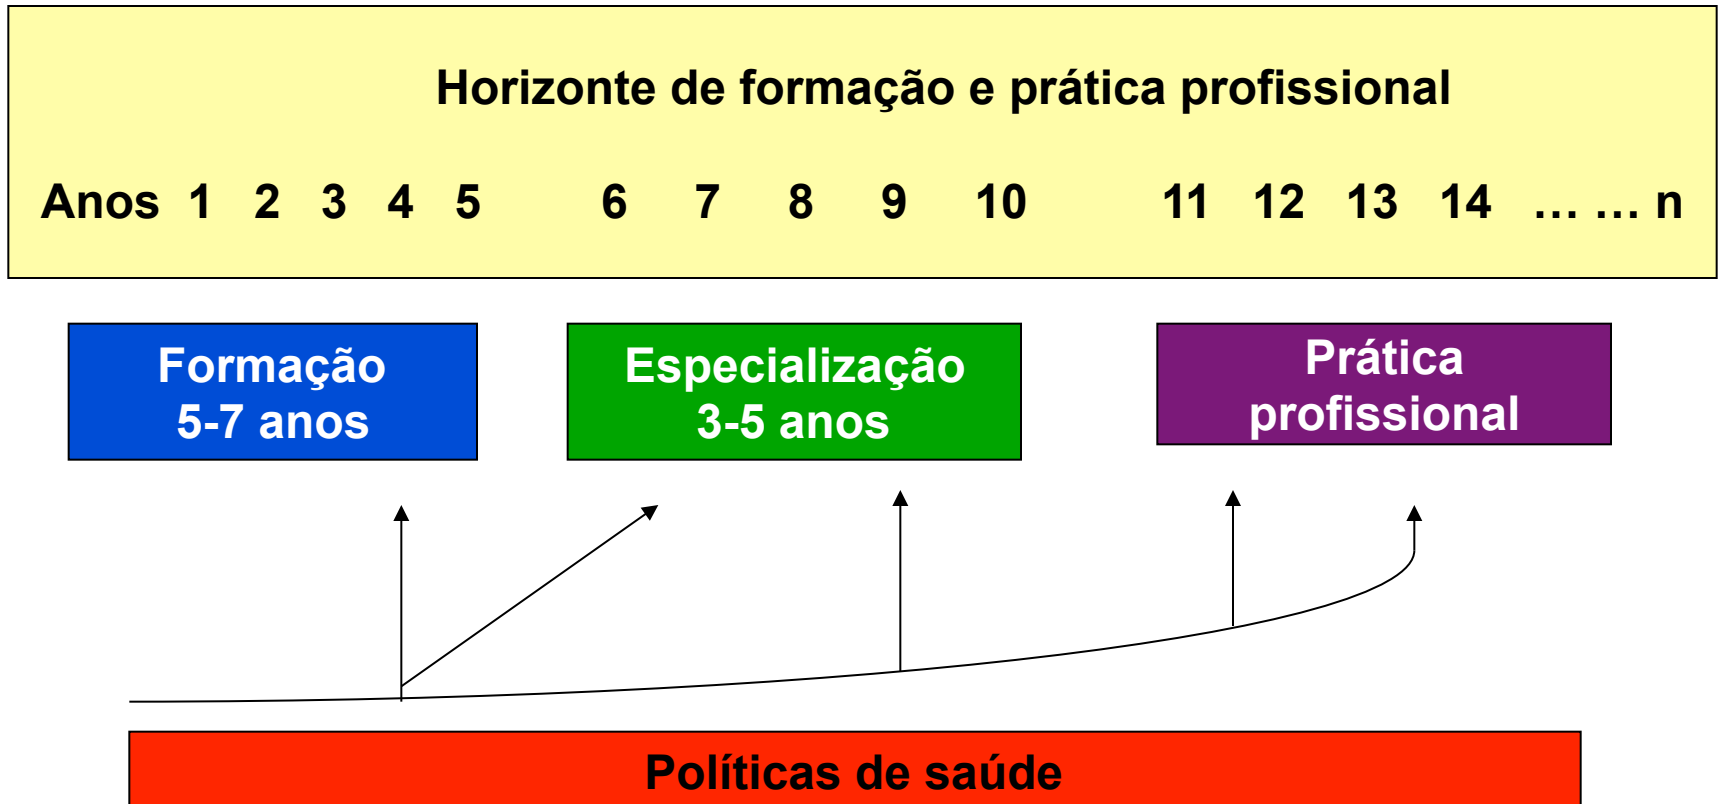 Horizonte de formação e prática profissional
Anos 1 2 3 4 5 6 7 8 9 10 11 12 13 14 … … n
Formação
5-7 anos
Especialização
3-5 anos
Prática
profissional
Políticas de saúde